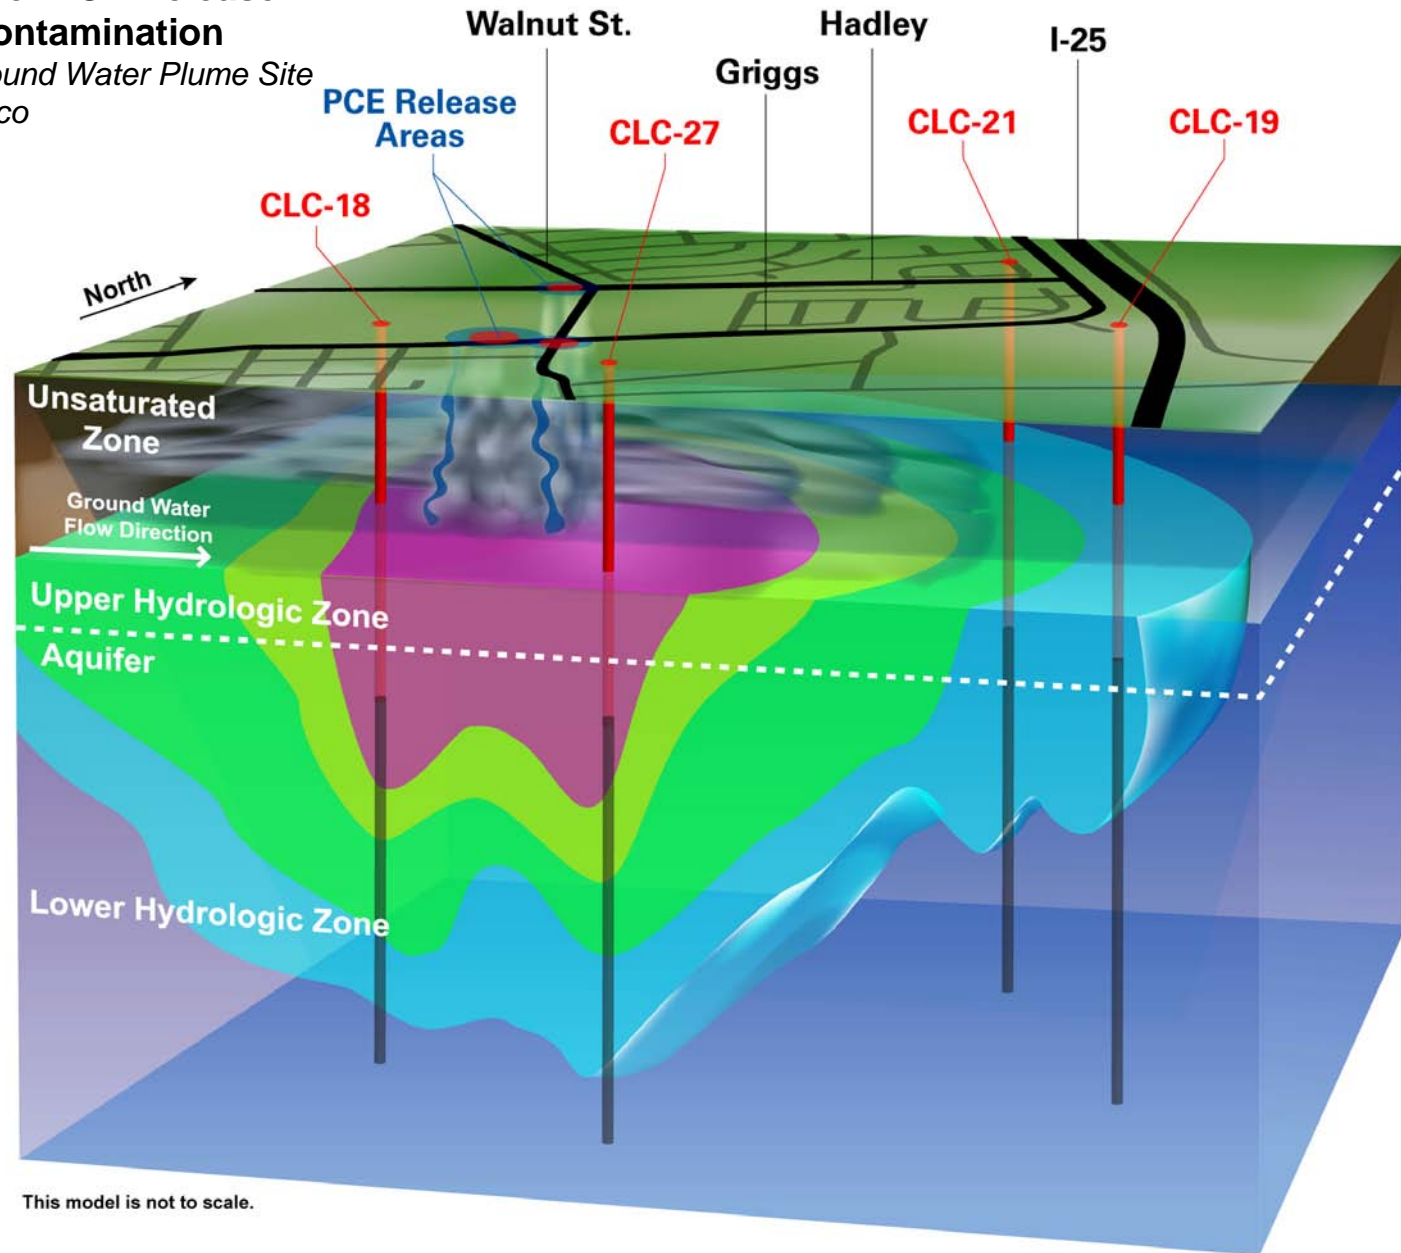 ontamination
ound Water Plume Site
co
Walnut St.
Hadley
Griggs
I-25
PCE Release
Areas
CLC-27
CLC-21
CLC-19
CLC-18
North
Unsaturated
Zone
Ground Water
Flow Direction
Upper Hydrologic Zone
Aquifer
Lower Hydrologic Zone
This model is not to scale.